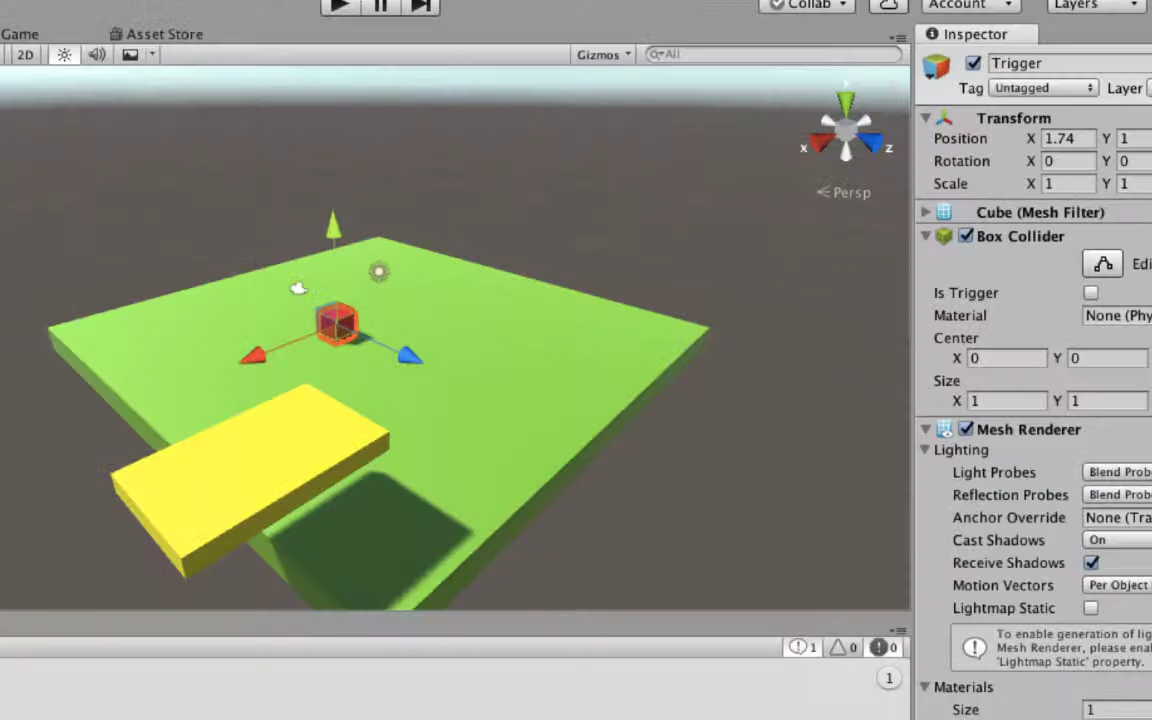 Collab
Account
Layers
Game
Asset Store
Inspector
2D
Gizmos
All
Trigger
Tag Untagged Layer
Transform
Position X 1.74 Y 1
Rotation X 0 Y 0
Scale X 1 Y 1
Cube (Mesh Filter)
Box Collider
Edi
Is Trigger
Material None (Phy
Center
X 0 Y 0
Size
X 1 Y 1
Mesh Renderer
Lighting
Light Probes Blend Probe
Reflection Probes Blend Probe
Anchor Override None (Tra
Cast Shadows On
Receive Shadows
Motion Vectors Per Object
Lightmap Static
To enable generation of lig
Mesh Renderer, please enal
'Lightmap Static' property.
Materials
Size 1
x z
Persp
1 0 0
1